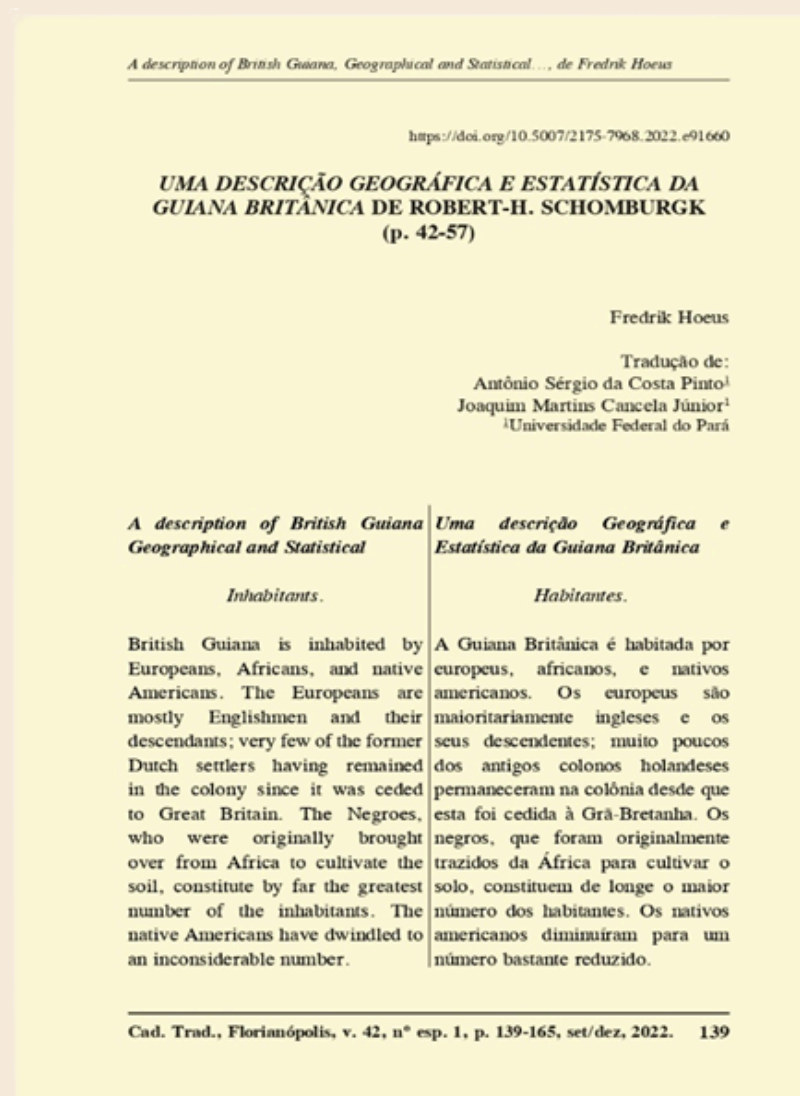 A description of British Guiana, Geographical and Statistical..., de Fredrik Hoeus
https://doi.org/10.5007/2175-7968.2022.e91660
UMA DESCRIÇÃO GEOGRÁFICA E ESTATÍSTICA DA
GUIANA BRITÂNICA DE ROBERT-H. SCHOMBURGK
(p. 42-57)
Fredrik Hoeus
Tradução de:
Antônio Sérgio da Costa Pinto¹
Joaquim Martins Cancela Júnior¹
¹Universidade Federal do Pará
A description of British Guiana
Geographical and Statistical
Inhabitants.
British Guiana is inhabited by
Europeans, Africans, and native
Americans. The Europeans are
mostly Englishmen and their
descendants; very few of the former
Dutch settlers having remained
in the colony since it was ceded
to Great Britain. The Negroes,
who were originally brought
over from Africa to cultivate the
soil, constitute by far the greatest
number of the inhabitants. The
native Americans have dwindled to
an inconsiderable number.
Uma descrição Geográfica e
Estatística da Guiana Britânica
Habitantes.
A Guiana Britânica é habitada por
europeus, africanos, e nativos
americanos. Os europeus são
maioritariamente ingleses e os
seus descendentes; muito poucos
dos antigos colonos holandeses
permaneceram na colônia desde que
esta foi cedida à Grã-Bretanha. Os
negros, que foram originalmente
trazidos da África para cultivar o
solo, constituem de longe o maior
número dos habitantes. Os nativos
americanos diminuíram para um
número bastante reduzido.
Cad. Trad., Florianópolis, v. 42, nº esp. 1, p. 139-165, set/dez, 2022. 139